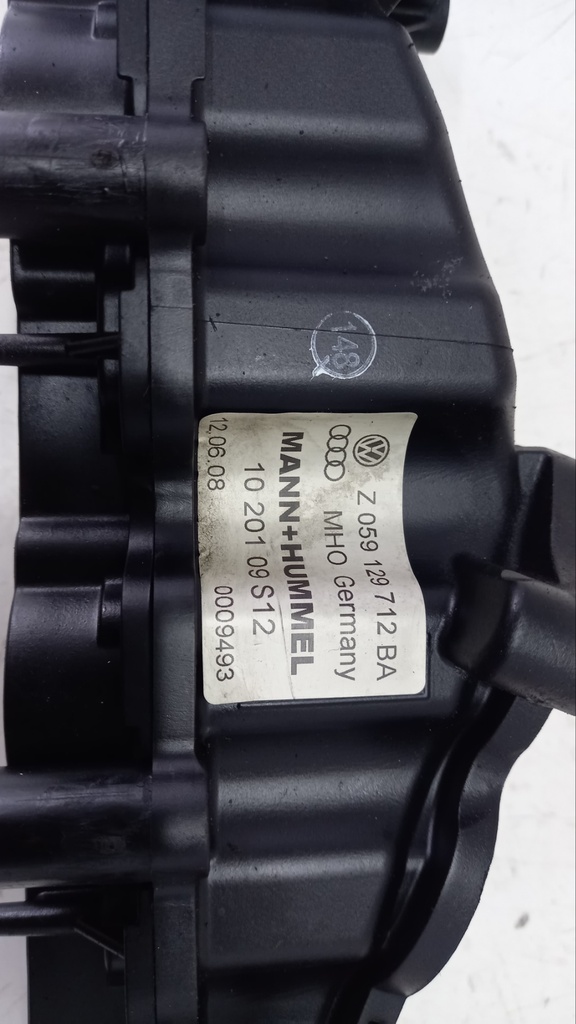 Z 059 129 712 BA
MHO Germany
MANN+HUMMEL
10 201 09 S12
12.06.08 0009493
148